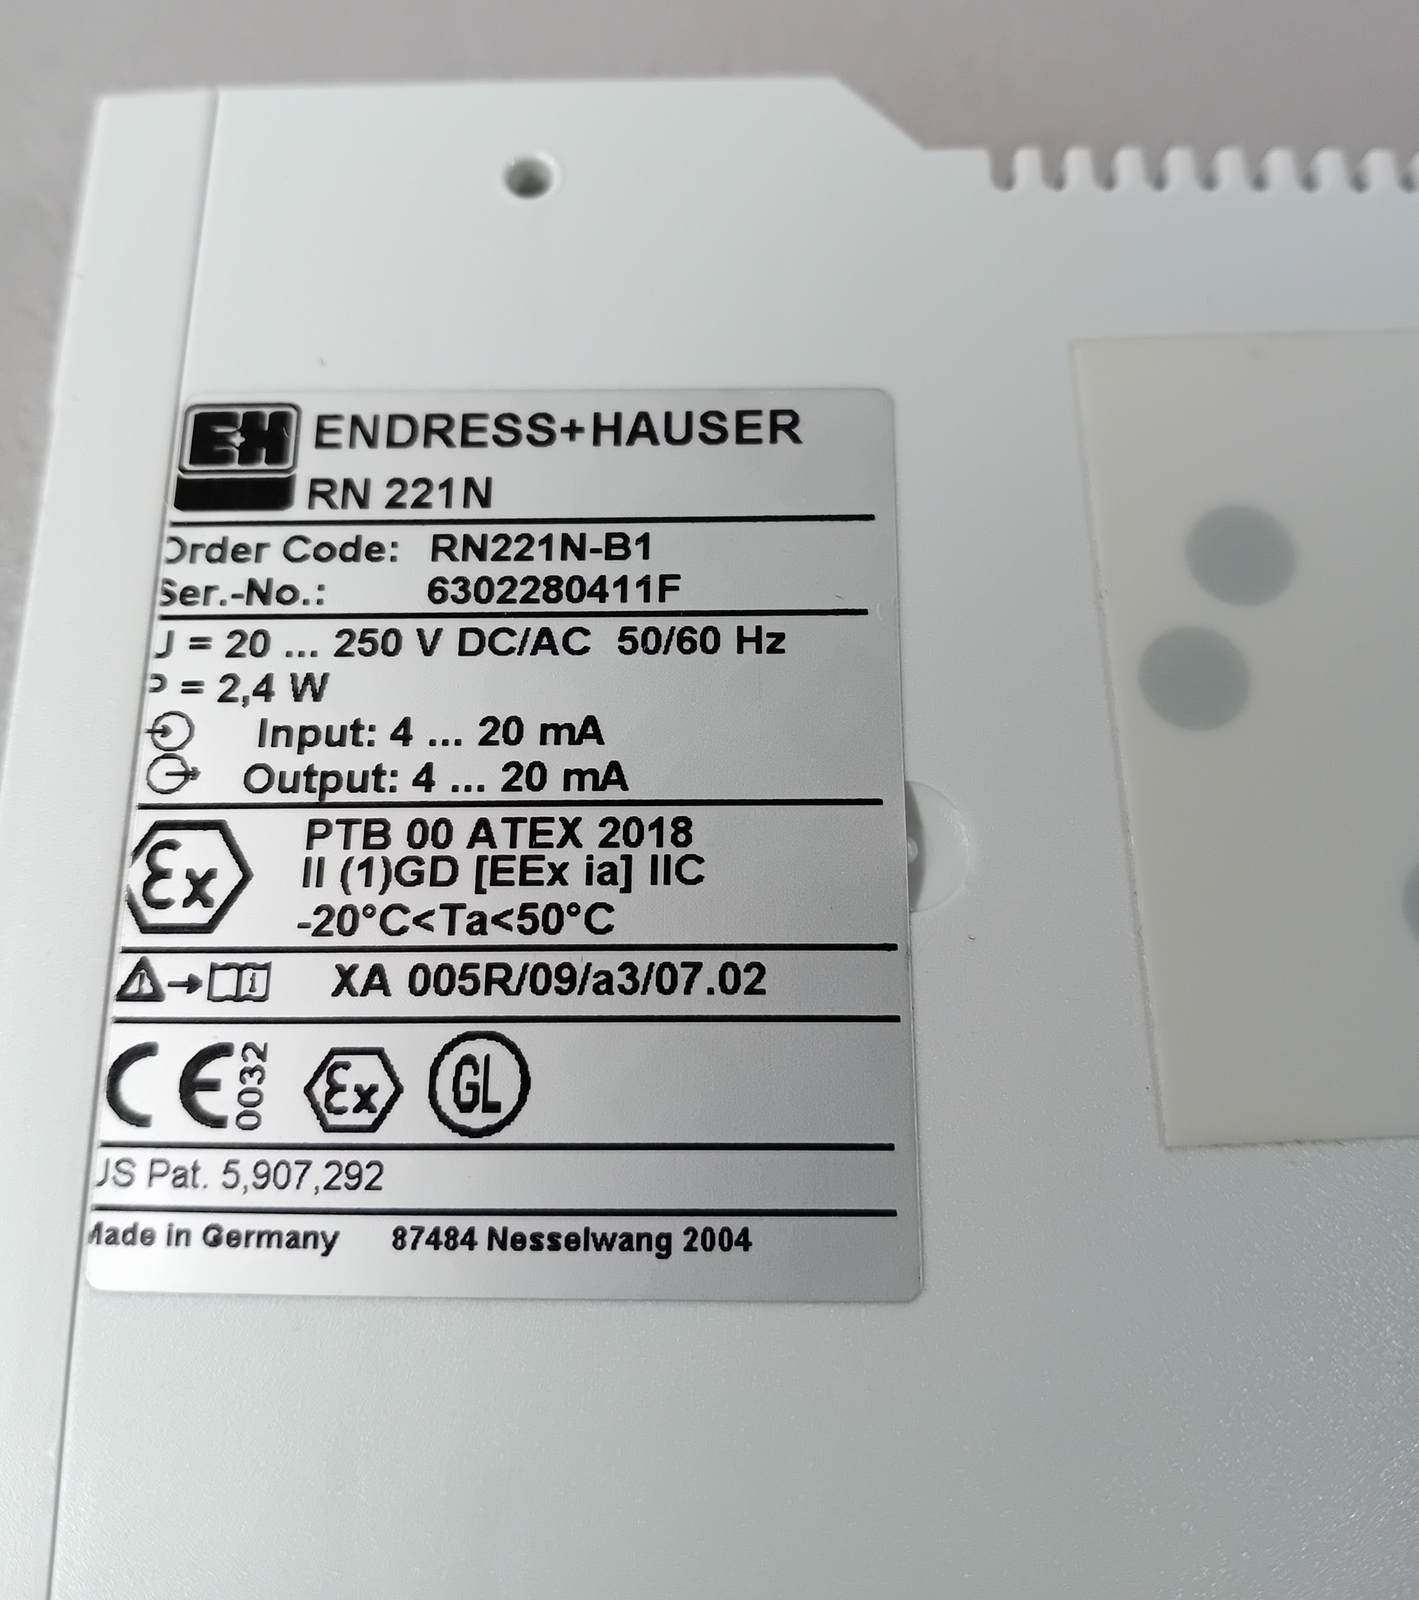 EH ENDRESS+HAUSER
RN 221N
Order Code: RN221N-B1
Ser.-No.: 6302280411F
U = 20 ... 250 V DC/AC 50/60 Hz
P = 2,4 W
Input: 4 ... 20 mA
Output: 4 ... 20 mA
Ex PTB 00 ATEX 2018
II (1)GD [EEx ia] IIC
-20°C<Ta<50°C
XA 005R/09/a3/07.02
CE 0032 Ex GL
US Pat. 5,907,292
Made in Germany 87484 Nesselwang 2004